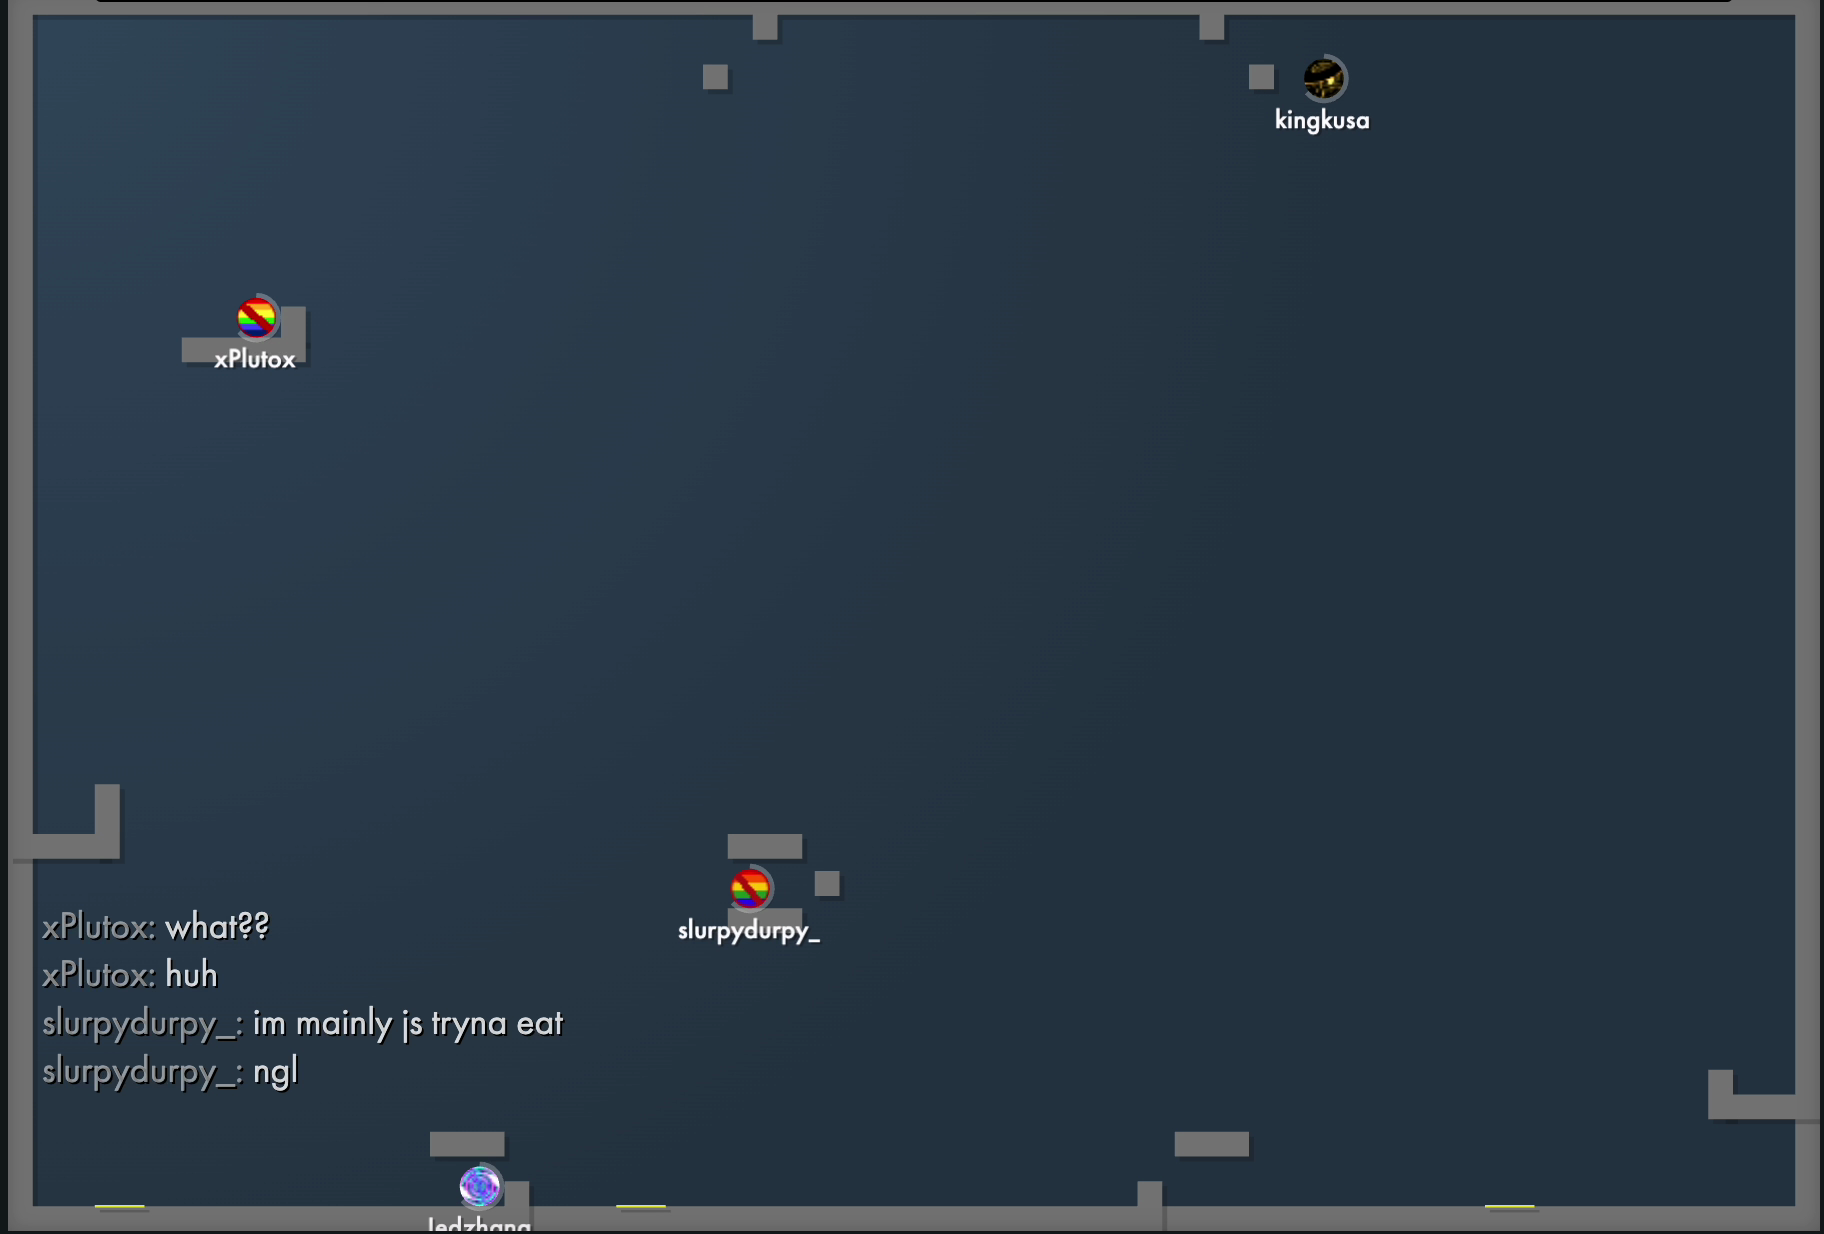 kingkusa
xPlutox
slurpydurpy_
xPlutox: what??
xPlutox: huh
slurpydurpy_: im mainly js tryna eat
slurpydurpy_: ngl